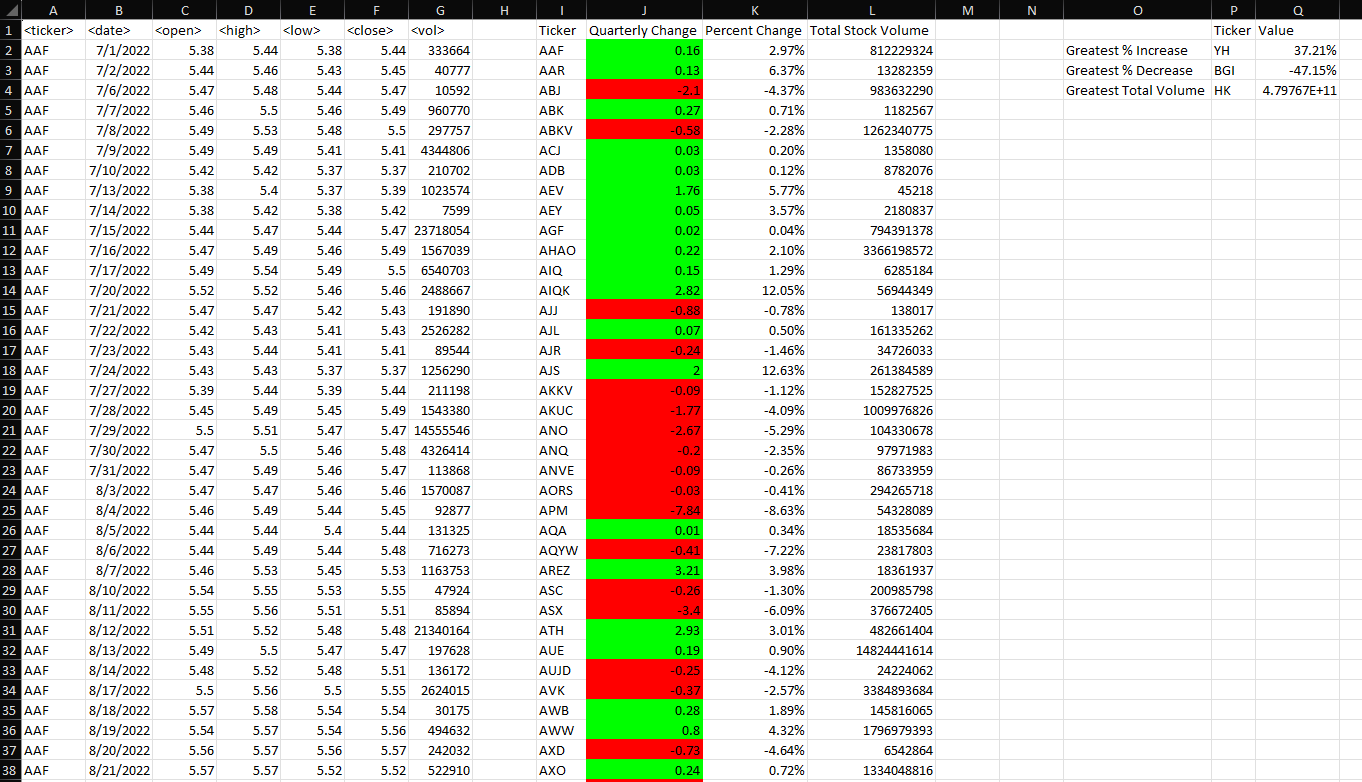 A B C D E F G H I J K L M N O P Q
1 <ticker> <date> <open> <high> <low> <close> <vol> Ticker Quarterly Change Percent Change Total Stock Volume Ticker Value
2 AAF 7/1/2022 5.38 5.44 5.38 5.44 333664 AAF 0.16 2.97% 812229324 Greatest % Increase YH 37.21%
3 AAF 7/2/2022 5.44 5.46 5.43 5.45 40777 AAR 0.13 6.37% 13282359 Greatest % Decrease BGI -47.15%
4 AAF 7/6/2022 5.47 5.48 5.44 5.47 10592 ABJ -2.1 -4.37% 983632290 Greatest Total Volume HK 4.79767E+11
5 AAF 7/7/2022 5.46 5.5 5.46 5.49 960770 ABK 0.27 0.71% 1182567
6 AAF 7/8/2022 5.49 5.53 5.48 5.5 297757 ABKV -0.58 -2.28% 1262340775
7 AAF 7/9/2022 5.49 5.49 5.41 5.41 4344806 ACJ 0.03 0.20% 1358080
8 AAF 7/10/2022 5.42 5.42 5.37 5.37 210702 ADB 0.03 0.12% 8782076
9 AAF 7/13/2022 5.38 5.4 5.37 5.39 1023574 AEV 1.76 5.77% 45218
10 AAF 7/14/2022 5.38 5.42 5.38 5.42 7599 AEY 0.05 3.57% 2180837
11 AAF 7/15/2022 5.44 5.47 5.44 5.47 23718054 AGF 0.02 0.04% 794391378
12 AAF 7/16/2022 5.47 5.49 5.46 5.49 1567039 AHAO 0.22 2.10% 3366198572
13 AAF 7/17/2022 5.49 5.54 5.49 5.5 6540703 AIQ 0.15 1.29% 6285184
14 AAF 7/20/2022 5.52 5.52 5.46 5.46 2488667 AIQK 2.82 12.05% 56944349
15 AAF 7/21/2022 5.47 5.47 5.42 5.43 191890 AJJ -0.88 -0.78% 138017
16 AAF 7/22/2022 5.42 5.43 5.41 5.43 2526282 AJL 0.07 0.50% 161335262
17 AAF 7/23/2022 5.43 5.44 5.41 5.41 89544 AJR -0.24 -1.46% 34726033
18 AAF 7/24/2022 5.43 5.43 5.37 5.37 1256290 AJS 2 12.63% 261384589
19 AAF 7/27/2022 5.39 5.44 5.39 5.44 211198 AKKV -0.09 -1.12% 152827525
20 AAF 7/28/2022 5.45 5.49 5.45 5.49 1543380 AKUC -1.77 -4.09% 1009976826
21 AAF 7/29/2022 5.5 5.51 5.47 5.47 14555546 ANO -2.67 -5.29% 104330678
22 AAF 7/30/2022 5.47 5.5 5.46 5.48 4326414 ANQ -0.2 -2.35% 97971983
23 AAF 7/31/2022 5.47 5.49 5.46 5.47 113868 ANVE -0.09 -0.26% 86733959
24 AAF 8/3/2022 5.47 5.47 5.46 5.46 1570087 AORS -0.03 -0.41% 294265718
25 AAF 8/4/2022 5.46 5.49 5.44 5.45 92877 APM -7.84 -8.63% 54328089
26 AAF 8/5/2022 5.44 5.44 5.4 5.44 131325 AQA 0.01 0.34% 18535684
27 AAF 8/6/2022 5.44 5.49 5.44 5.48 716273 AQYW -0.41 -7.22% 23817803
28 AAF 8/7/2022 5.46 5.53 5.45 5.53 1163753 AREZ 3.21 3.98% 18361937
29 AAF 8/10/2022 5.54 5.55 5.53 5.55 47924 ASC -0.26 -1.30% 200985798
30 AAF 8/11/2022 5.55 5.56 5.51 5.51 85894 ASX -3.4 -6.09% 376672405
31 AAF 8/12/2022 5.51 5.52 5.48 5.48 21340164 ATH 2.93 3.01% 482661404
32 AAF 8/13/2022 5.49 5.5 5.47 5.47 197628 AUE 0.19 0.90% 14824441614
33 AAF 8/14/2022 5.48 5.52 5.48 5.51 136172 AUJD -0.25 -4.12% 24224062
34 AAF 8/17/2022 5.5 5.56 5.5 5.55 2624015 AVK -0.37 -2.57% 3384893684
35 AAF 8/18/2022 5.57 5.58 5.54 5.54 30175 AWB 0.28 1.89% 145816065
36 AAF 8/19/2022 5.54 5.57 5.54 5.56 494632 AWW 0.8 4.32% 1796979393
37 AAF 8/20/2022 5.56 5.57 5.56 5.57 242032 AXD -0.73 -4.64% 6542864
38 AAF 8/21/2022 5.57 5.57 5.52 5.52 522910 AXO 0.24 0.72% 1334048816